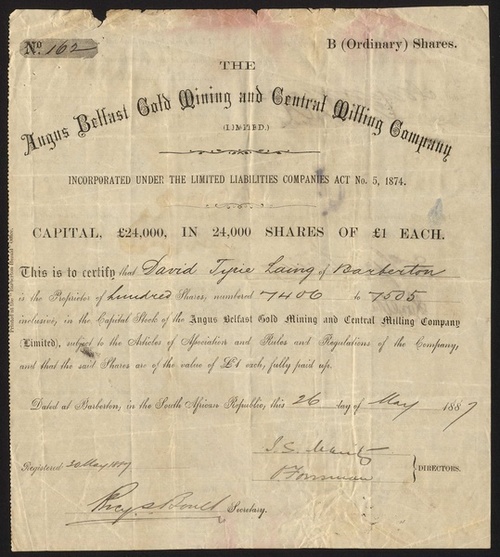 No. 162
B (Ordinary) Shares.
THE
Angus Belfast Gold Mining and Central Milling Company
(LIMITED.)
INCORPORATED UNDER THE LIMITED LIABILITIES COMPANIES ACT No. 5, 1874.
CAPITAL, £24,000, IN 24,000 SHARES OF £1 EACH.
This is to certify that David Tyrie Laing of Barberton
is the Proprietor of hundred Shares, numbered 7406 to 7505
inclusive, in the Capital Stock of the Angus Belfast Gold Mining and Central Milling Company
(Limited), subject to the Articles of Association and Rules and Regulations of the Company,
and that the said Shares are of the value of £1 each, fully paid up.
Dated at Barberton, in the South African Republic, this 26 day of May 1887
Registered 30 May 1887
DIRECTORS.
Secretary.